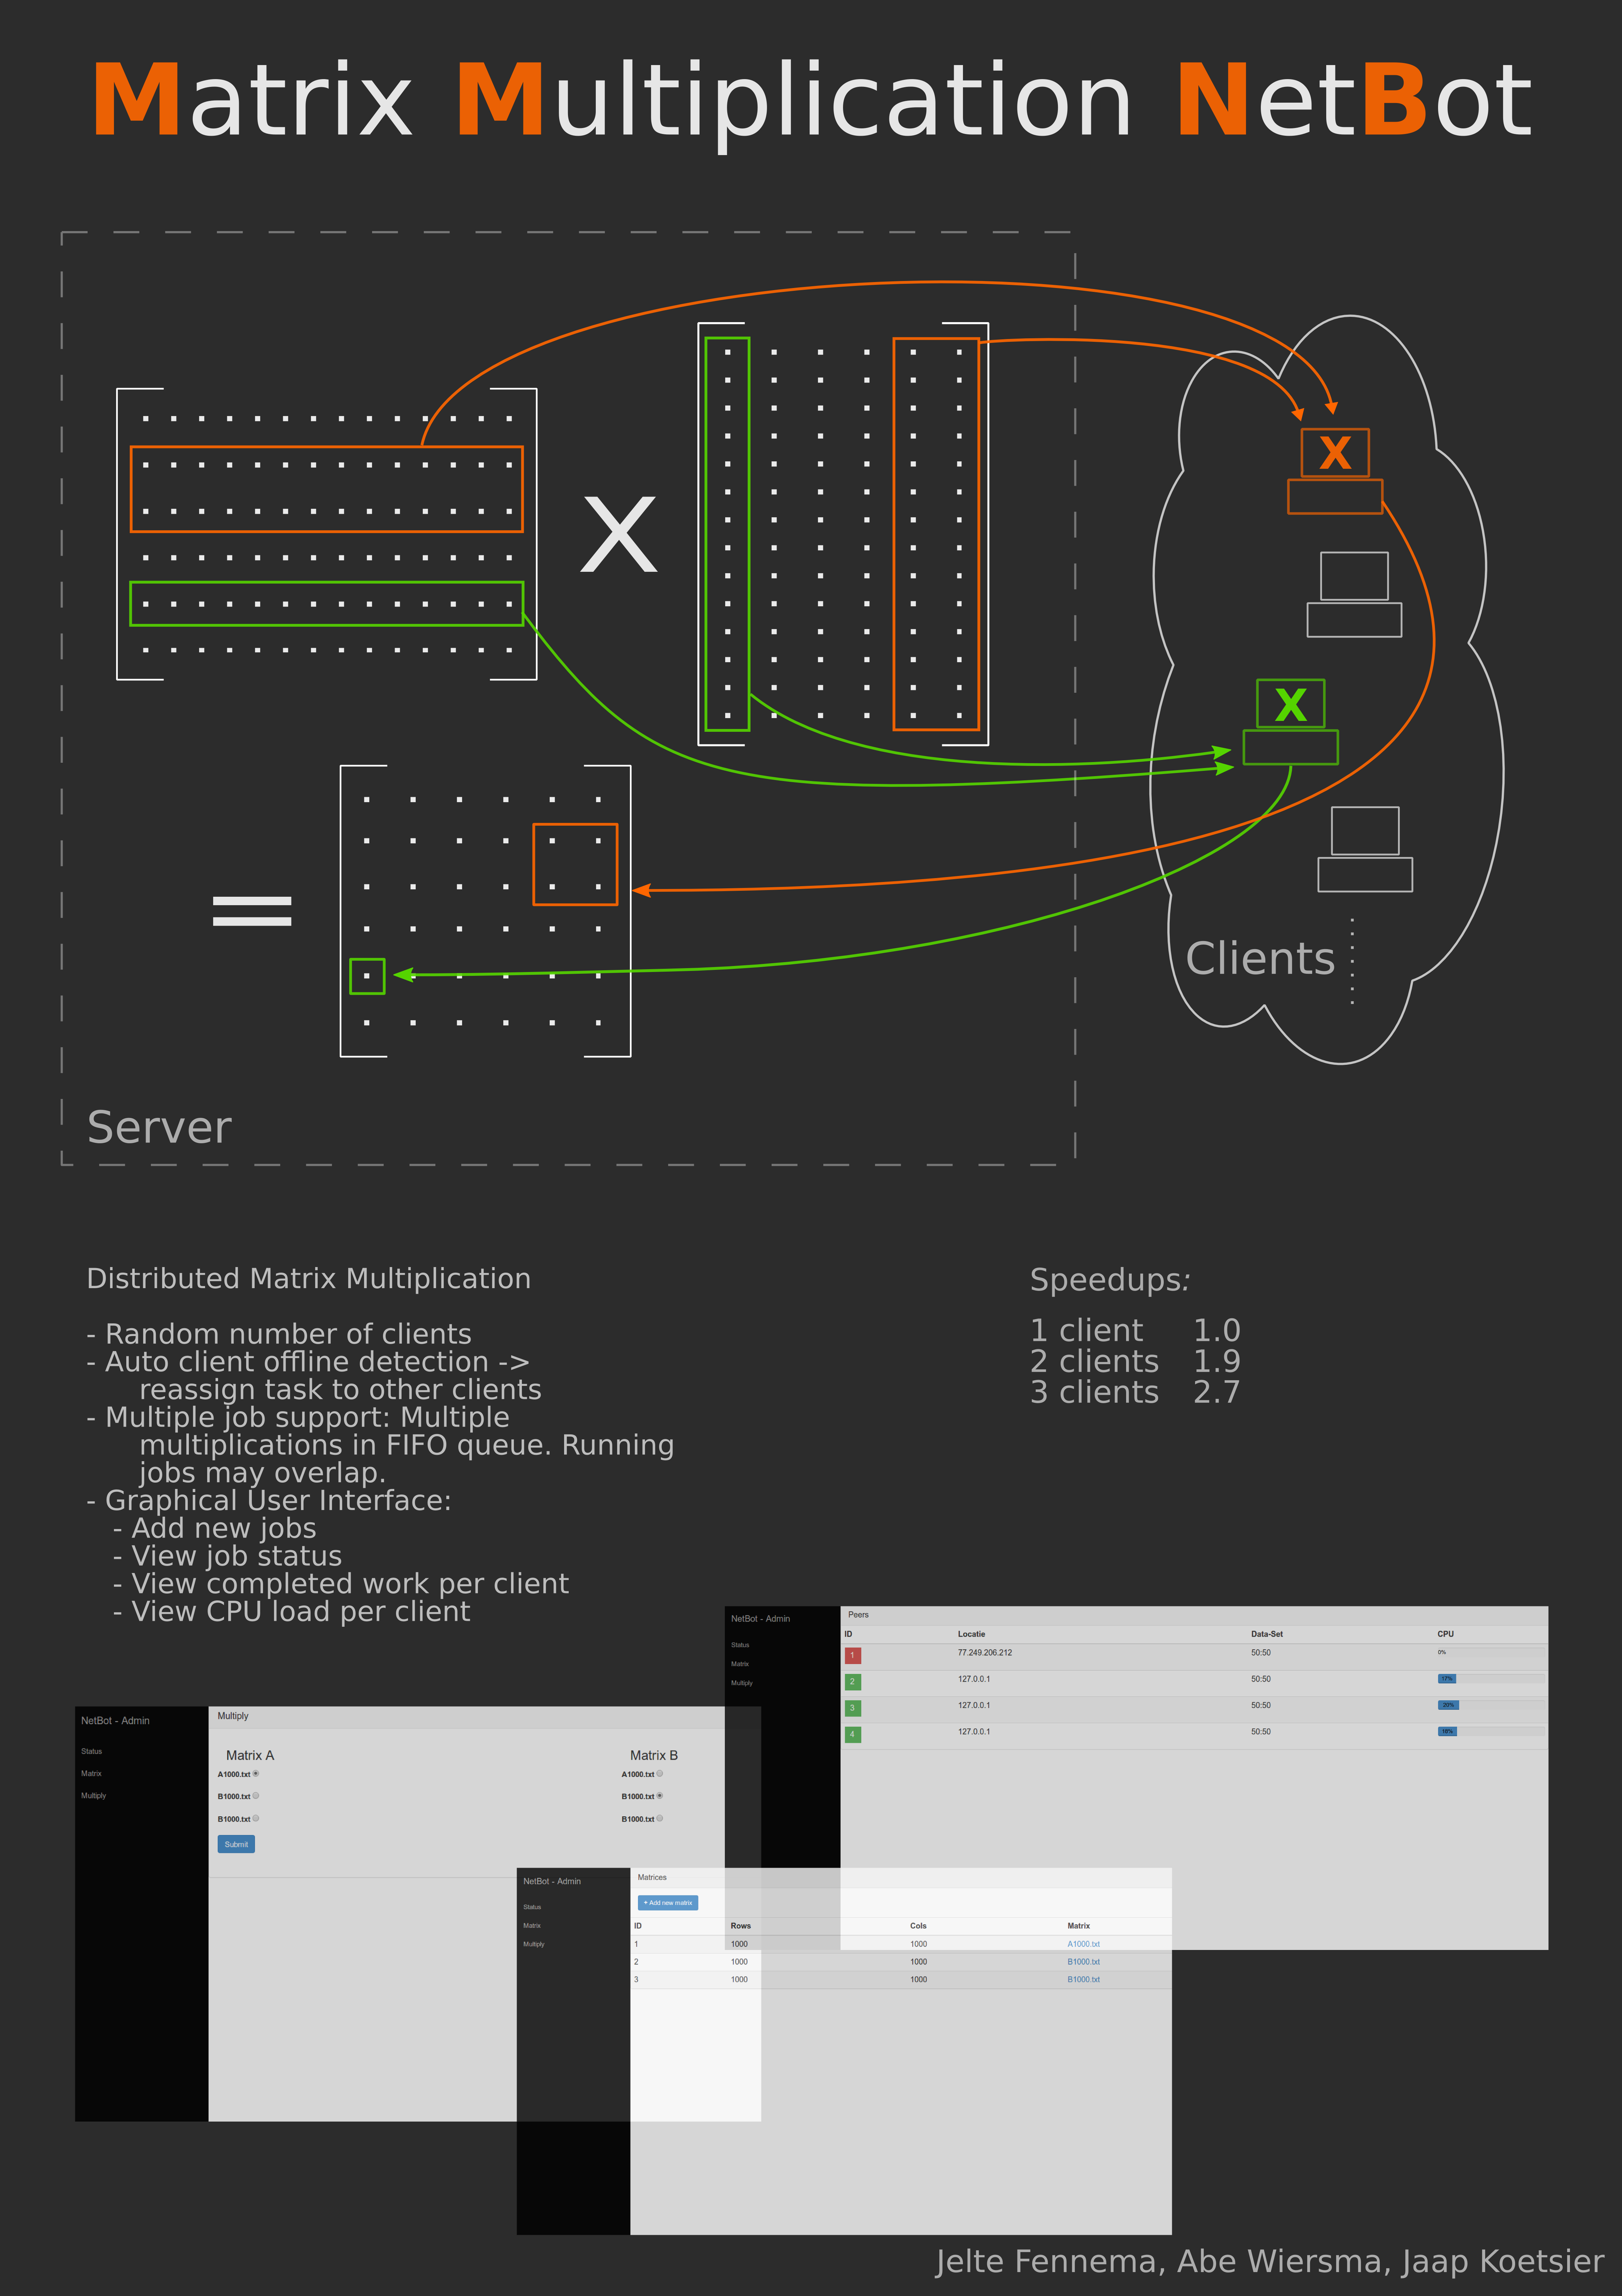 Matrix Multiplication NetBot
X
X
X
=
Clients
Server
Distributed Matrix Multiplication
- Random number of clients
- Auto client offline detection ->
reassign task to other clients
- Multiple job support: Multiple
multiplications in FIFO queue. Running
jobs may overlap.
- Graphical User Interface:
- Add new jobs
- View job status
- View completed work per client
- View CPU load per client
Speedups:
1 client 1.0
2 clients 1.9
3 clients 2.7
NetBot - Admin
Status
Matrix
Multiply
Peers
ID Locatie Data-Set CPU
1 77.249.206.212 50:50 0%
2 127.0.0.1 50:50 17%
3 127.0.0.1 50:50 20%
4 127.0.0.1 50:50 18%
NetBot - Admin
Status
Matrix
Multiply
Multiply
Matrix A Matrix B
A1000.txt A1000.txt
B1000.txt B1000.txt
B1000.txt B1000.txt
Submit
NetBot - Admin
Status
Matrix
Multiply
Matrices
+ Add new matrix
ID Rows Cols Matrix
1 1000 1000 A1000.txt
2 1000 1000 B1000.txt
3 1000 1000 B1000.txt
Jelte Fennema, Abe Wiersma, Jaap Koetsier